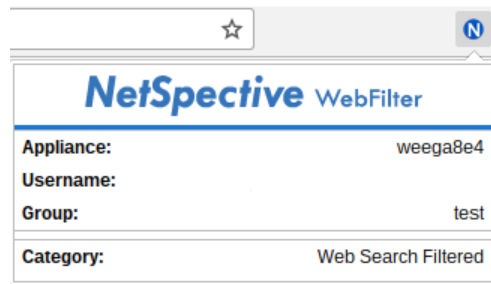 N
NetSpective WebFilter
Appliance: weega8e4
Username:
Group: test
Category: Web Search Filtered